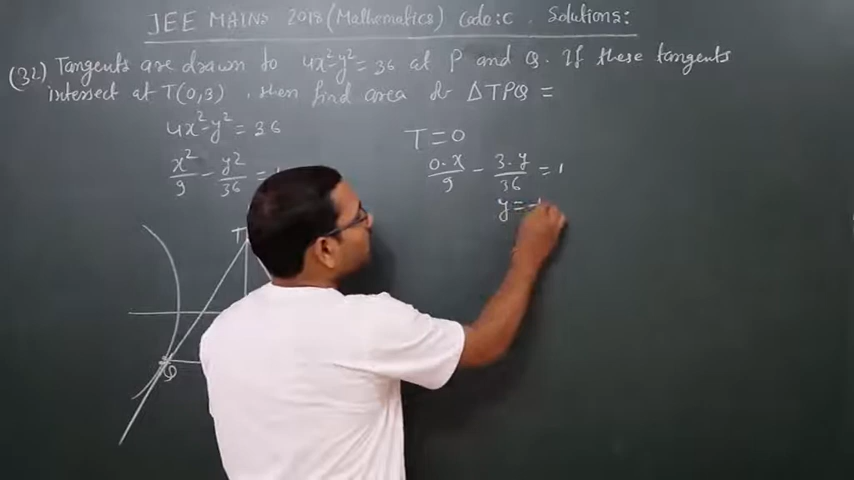 JEE MAINS 2018 (Mathematics) Code: C. Solutions:
(32) Tangents are drawn to 4x²-y² = 36 at P and Q. If these tangents
intersect at T(0,3), then find area of ΔTPQ =
4x²-y² = 36
x²/9 - y²/36 = 1
T=0
0.x/9 - 3.y/36 = 1
y = -1
T
Q